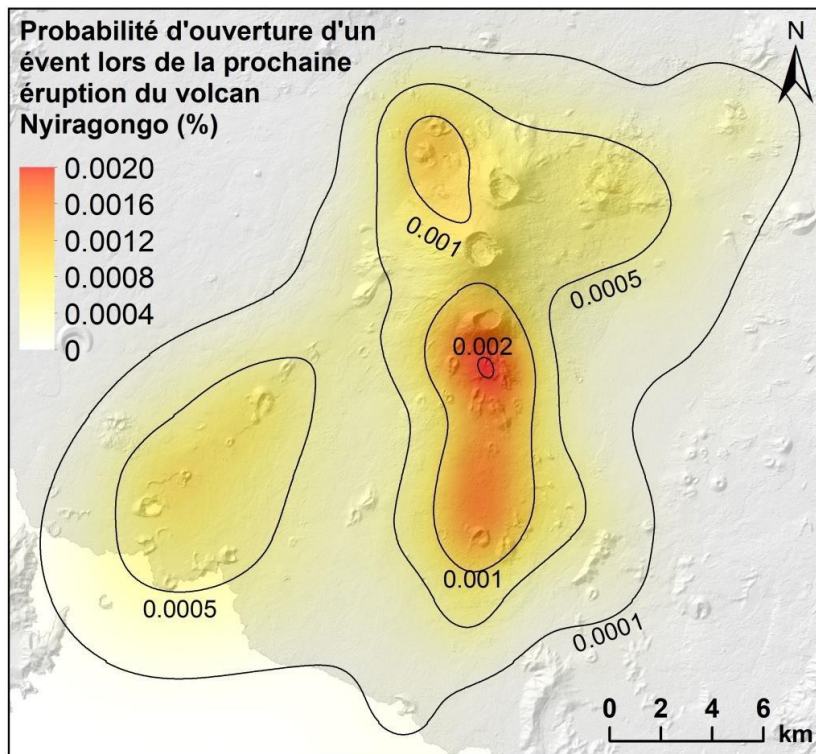 Probabilité d'ouverture d'un
évent lors de la prochaine
éruption du volcan
Nyiragongo (%)
N
0.0020
0.0016
0.0012
0.0008
0.0004
0
0.001
0.0005
0.002
0.001
0.0005
0.0001
0 2 4 6
km